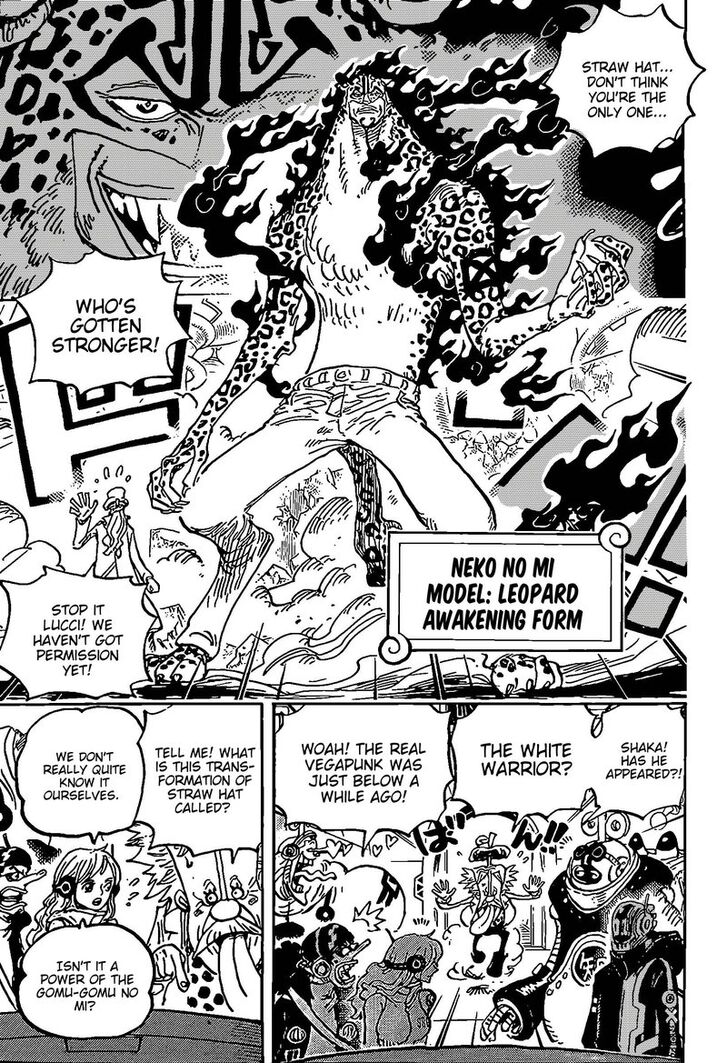 STRAW HAT...
DON'T THINK
YOU'RE THE
ONLY ONE...
WHO'S
GOTTEN
STRONGER!
NEKO NO MI
MODEL: LEOPARD
AWAKENING FORM
STOP IT
LUCCI! WE
HAVEN'T GOT
PERMISSION
YET!
SHAKA!
HAS HE
APPEARED?!
THE WHITE
WARRIOR?
WOAH! THE REAL
VEGAPUNK WAS
JUST BELOW A
WHILE AGO!
ばん!!
TELL ME! WHAT
IS THIS TRANS-
FORMATION OF
STRAW HAT
CALLED?
WE DON'T
REALLY QUITE
KNOW IT
OURSELVES.
ISN'T IT A
POWER OF THE
GOMU-GOMU NO
MI?